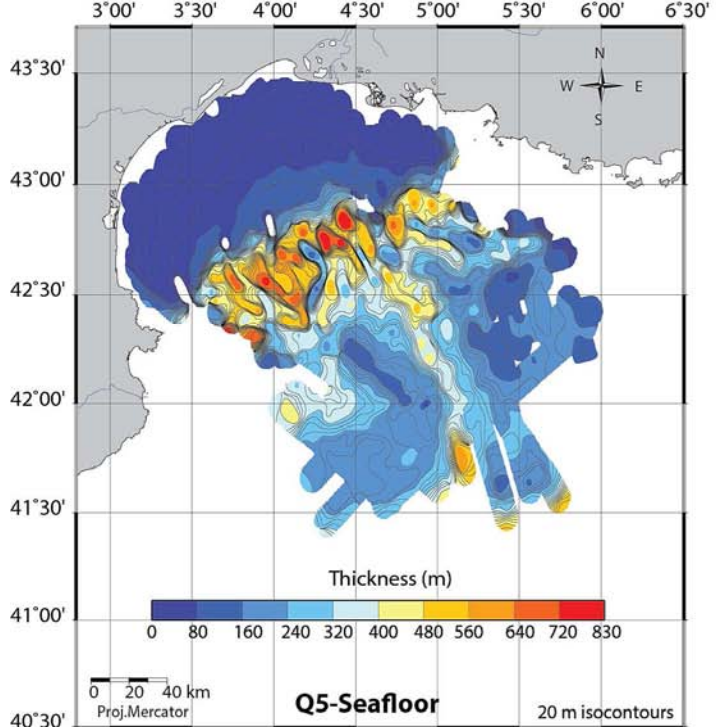 3°00' 3°30' 4°00' 4°30' 5°00' 5°30' 6°00' 6°30'
43°30'
N
W E
S
43°00'
42°30'
42°00'
41°30'
Thickness (m)
0 80 160 240 320 400 480 560 640 720 830
41°00'
0 20 40 km
Proj.Mercator
Q5-Seafloor
20 m isocontours
40°30'